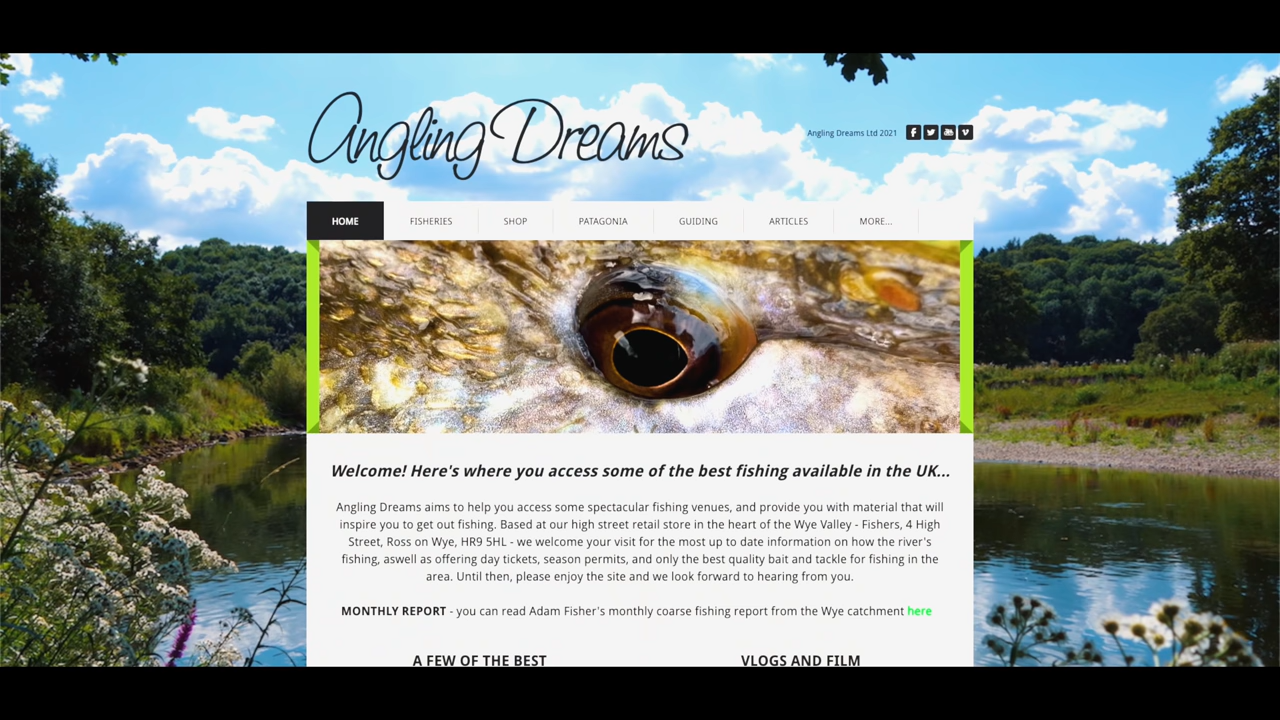 Angling Dreams
Angling Dreams Ltd 2021
HOME
FISHERIES
SHOP
PATAGONIA
GUIDING
ARTICLES
MORE...
Welcome! Here's where you access some of the best fishing available in the UK...
Angling Dreams aims to help you access some spectacular fishing venues, and provide you with material that will
inspire you to get out fishing. Based at our high street retail store in the heart of the Wye Valley - Fishers, 4 High
Street, Ross on Wye, HR9 5HL - we welcome your visit for the most up to date information on how the river's
fishing, aswell as offering day tickets, season permits, and only the best quality bait and tackle for fishing in the
area. Until then, please enjoy the site and we look forward to hearing from you.
MONTHLY REPORT - you can read Adam Fisher's monthly coarse fishing report from the Wye catchment here
A FEW OF THE BEST
VLOGS AND FILM